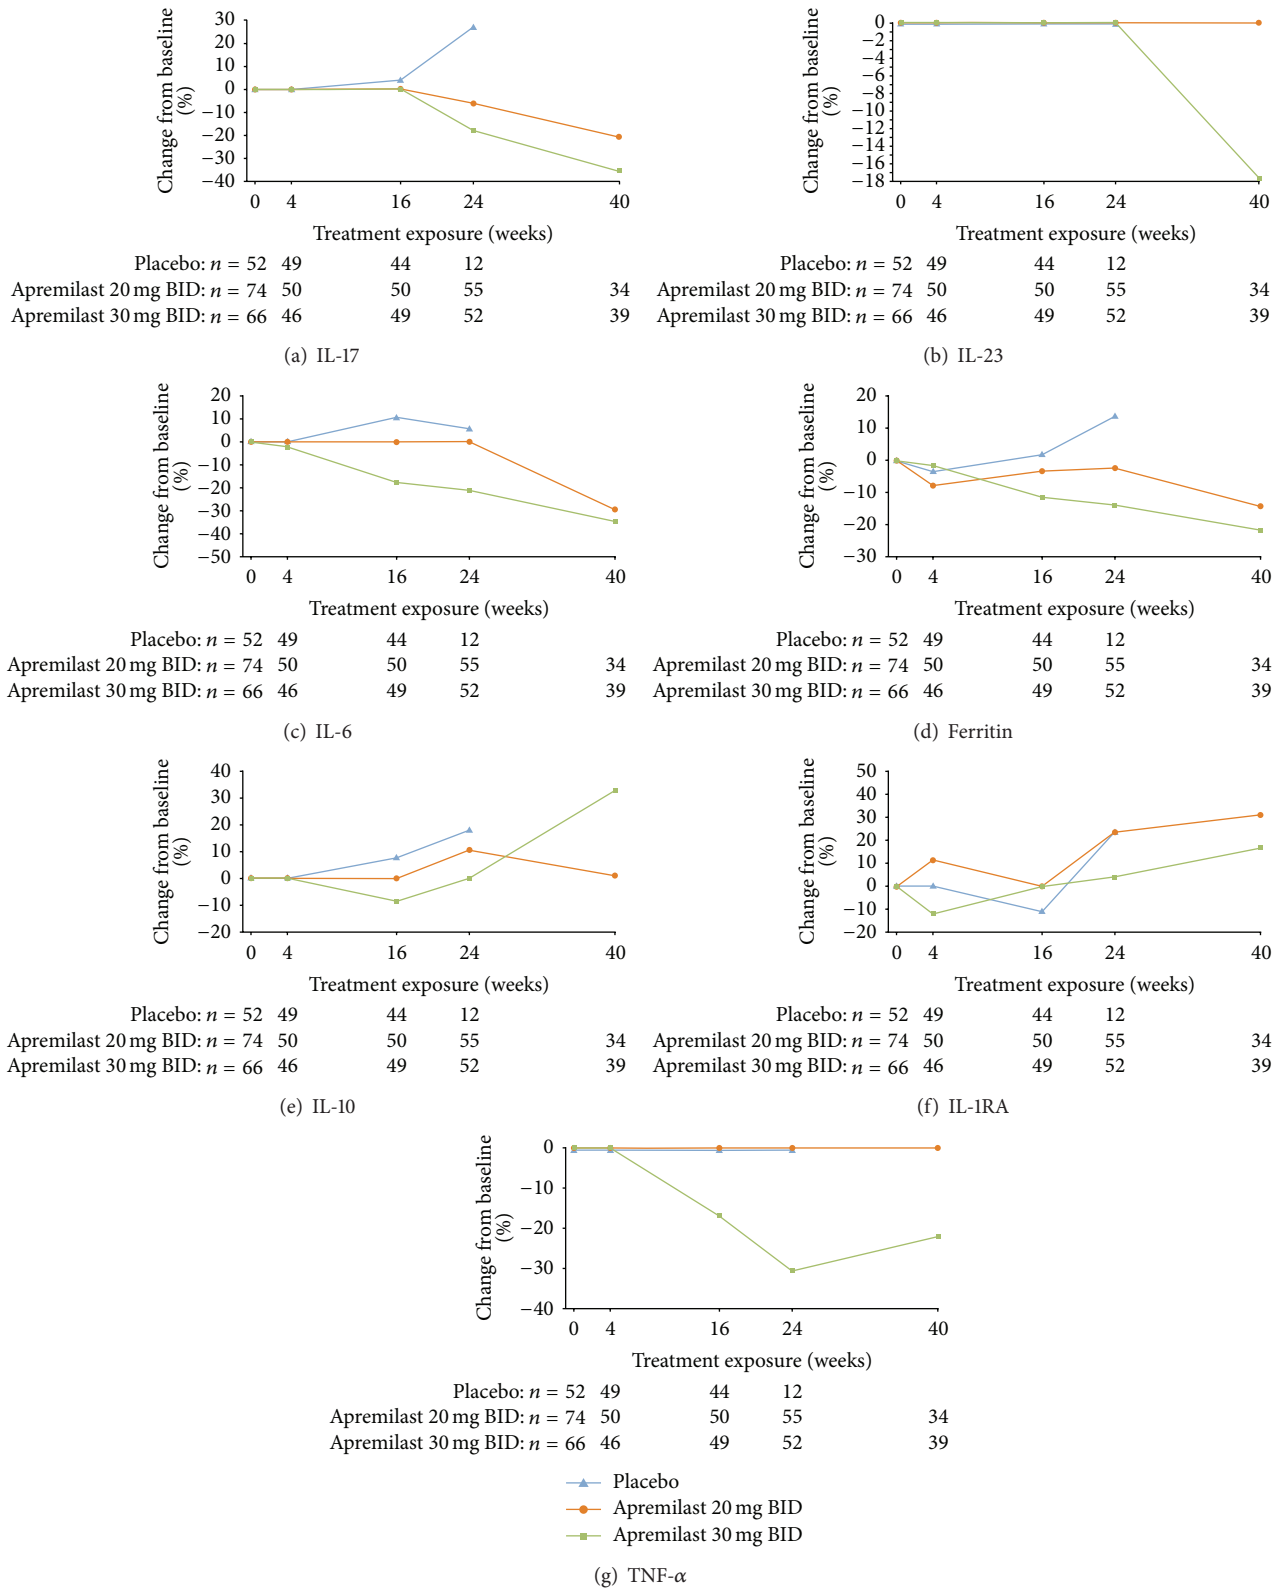 Change from baseline
(%)
30
20
10
0
−10
−20
−30
−40
0 4 16 24 40
Treatment exposure (weeks)
Placebo: n = 52 49 44 12
Apremilast 20 mg BID: n = 74 50 50 55 34
Apremilast 30 mg BID: n = 66 46 49 52 39
(a) IL-17
Change from baseline
(%)
0
−2
−4
−6
−8
−10
−12
−14
−16
−18
0 4 16 24 40
Treatment exposure (weeks)
Placebo: n = 52 49 44 12
Apremilast 20 mg BID: n = 74 50 50 55 34
Apremilast 30 mg BID: n = 66 46 49 52 39
(b) IL-23
Change from baseline
(%)
20
10
0
−10
−20
−30
−40
−50
0 4 16 24 40
Treatment exposure (weeks)
Placebo: n = 52 49 44 12
Apremilast 20 mg BID: n = 74 50 50 55 34
Apremilast 30 mg BID: n = 66 46 49 52 39
(c) IL-6
Change from baseline
(%)
20
10
0
−10
−20
−30
0 4 16 24 40
Treatment exposure (weeks)
Placebo: n = 52 49 44 12
Apremilast 20 mg BID: n = 74 50 50 55 34
Apremilast 30 mg BID: n = 66 46 49 52 39
(d) Ferritin
Change from baseline
(%)
40
30
20
10
0
−10
−20
0 4 16 24 40
Treatment exposure (weeks)
Placebo: n = 52 49 44 12
Apremilast 20 mg BID: n = 74 50 50 55 34
Apremilast 30 mg BID: n = 66 46 49 52 39
(e) IL-10
Change from baseline
(%)
50
40
30
20
10
0
−10
−20
0 4 16 24 40
Treatment exposure (weeks)
Placebo: n = 52 49 44 12
Apremilast 20 mg BID: n = 74 50 50 55 34
Apremilast 30 mg BID: n = 66 46 49 52 39
(f) IL-1RA
Change from baseline
(%)
0
−10
−20
−30
−40
0 4 16 24 40
Treatment exposure (weeks)
Placebo: n = 52 49 44 12
Apremilast 20 mg BID: n = 74 50 50 55 34
Apremilast 30 mg BID: n = 66 46 49 52 39
Placebo
Apremilast 20 mg BID
Apremilast 30 mg BID
(g) TNF-α